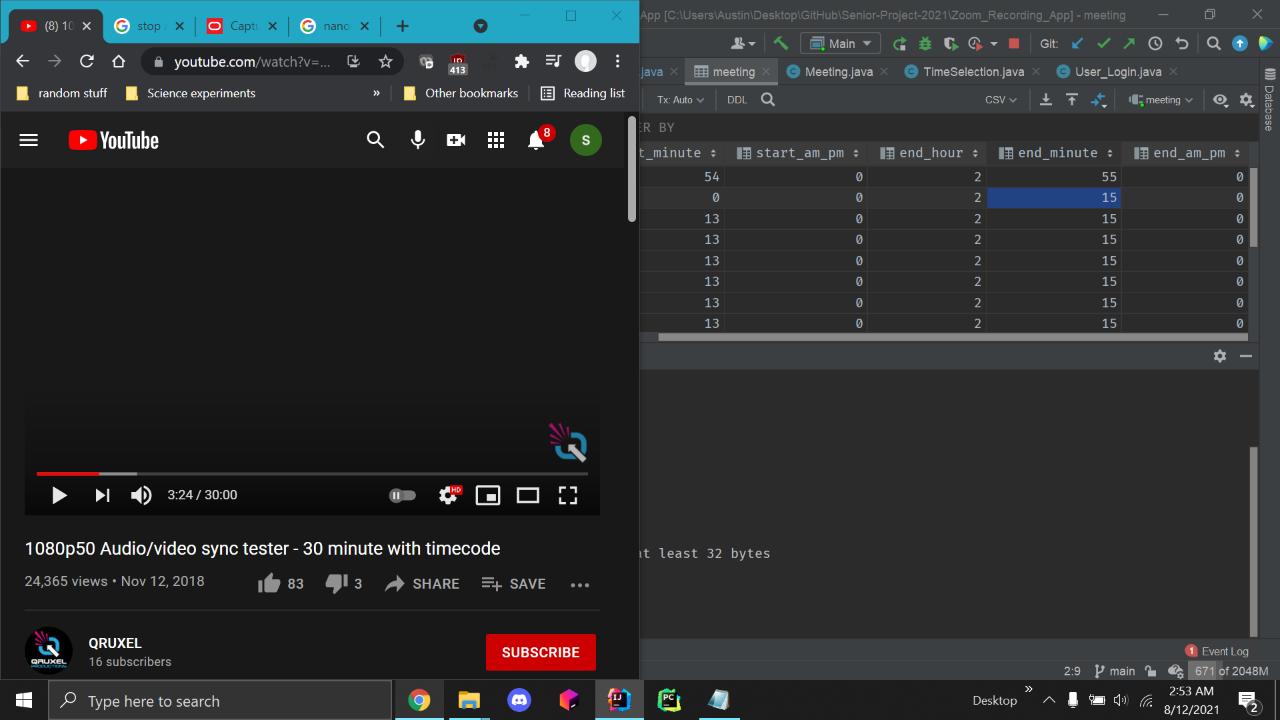 (8) 10
stop
Captu
nano
youtube.com/watch?v=...
413
random stuff
Science experiments
»
Other bookmarks
Reading list
YouTube
8
S
3:24 / 30:00
HD
1080p50 Audio/video sync tester - 30 minute with timecode
24,365 views • Nov 12, 2018
83
3
SHARE
SAVE
QRUXEL
PRODUCTIONS
QRUXEL
16 subscribers
SUBSCRIBE
App [C:\Users\Austin\Desktop\GitHub\Senior-Project-2021\Zoom_Recording_App] - meeting
Main
Git:
.java
meeting
Meeting.java
TimeSelection.java
User_Login.java
Tx: Auto
DDL
CSV
meeting
Database
ER BY
t_minute start_am_pm end_hour end_minute end_am_pm
54 0 2 55 0
0 0 2 15 0
13 0 2 15 0
13 0 2 15 0
13 0 2 15 0
13 0 2 15 0
13 0 2 15 0
13 0 2 15 0
at least 32 bytes
1 Event Log
2:9
main
671 of 2048M
Type here to search
IJ
PC
Desktop
»
2:53 AM
8/12/2021
2